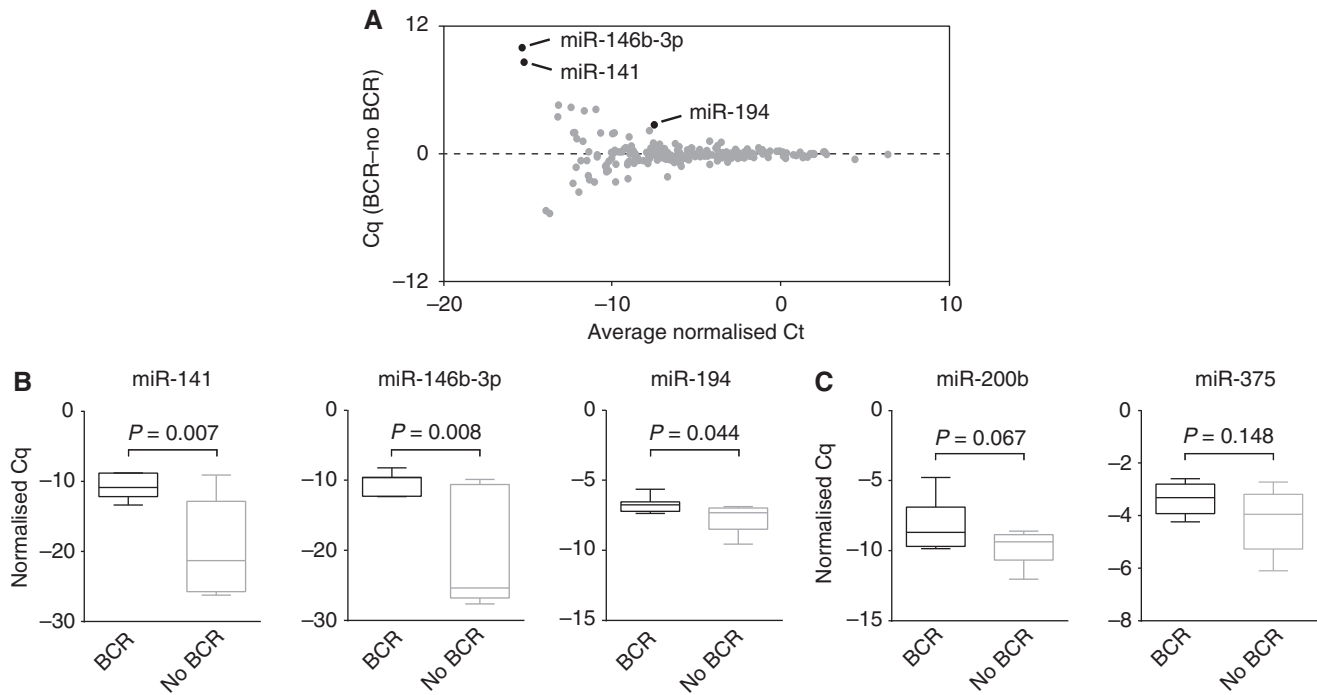 A
12
0
−12
Cq (BCR–no BCR)
miR-146b-3p
miR-141
miR-194
−20
−10
0
10
Average normalised Ct
B
miR-141
Normalised Cq
0
−10
−20
−30
P = 0.007
BCR
No BCR
miR-146b-3p
0
−10
−20
−30
P = 0.008
BCR
No BCR
miR-194
0
−5
−10
−15
P = 0.044
BCR
No BCR
C
miR-200b
Normalised Cq
0
−5
−10
−15
P = 0.067
BCR
No BCR
miR-375
0
−2
−4
−6
−8
P = 0.148
BCR
No BCR